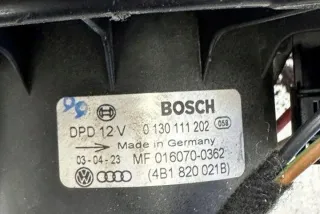 BOSCH
DPD 12 V 0 130 111 202 058
Made in Germany
03-04-23 MF 016070-0362
(4B1 820 021B)